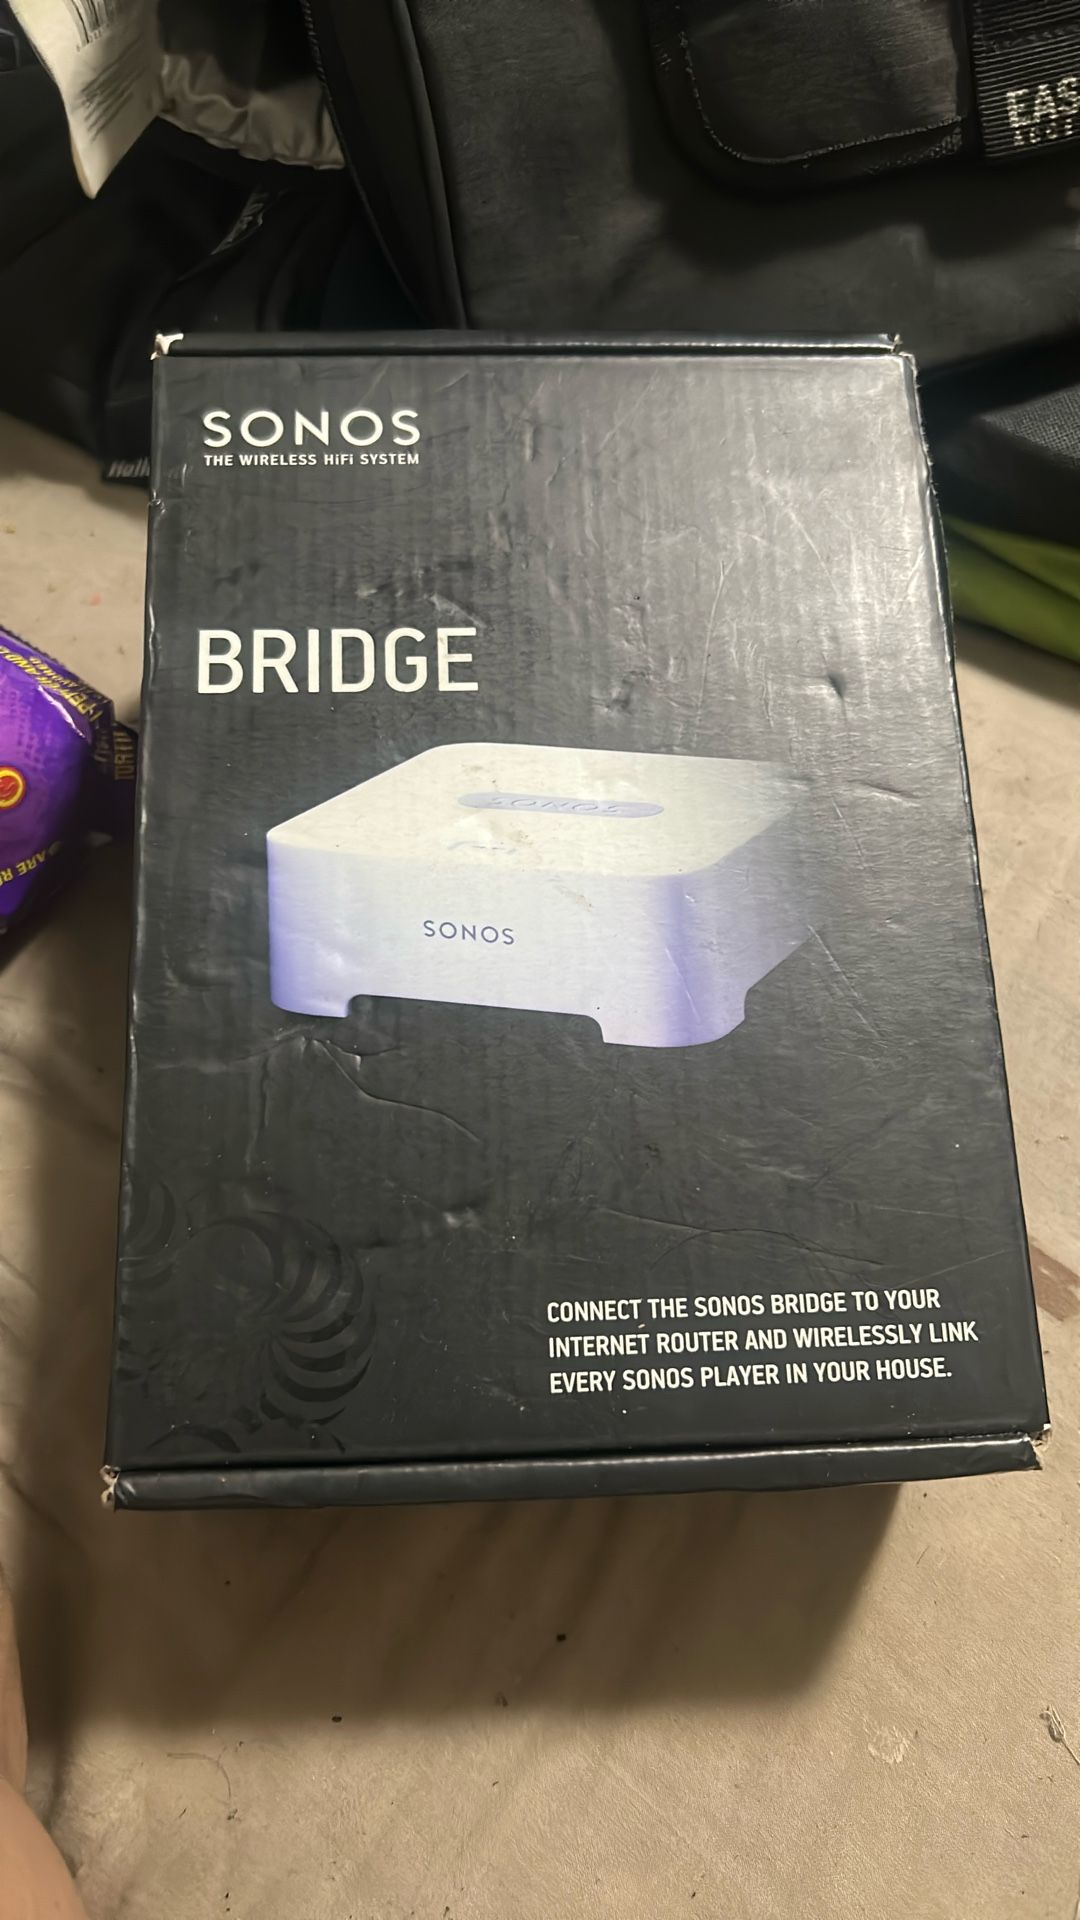 EAS
SONOS
THE WIRELESS HiFi SYSTEM
BRIDGE
SONOS
SONOS
CONNECT THE SONOS BRIDGE TO YOUR
INTERNET ROUTER AND WIRELESSLY LINK
EVERY SONOS PLAYER IN YOUR HOUSE.